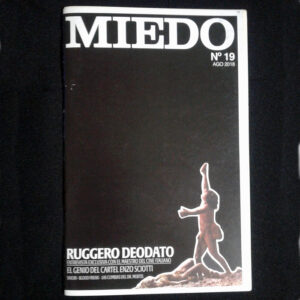 MIEDO
Nº 19
AGO 2018
RUGGERO DEODATO
ENTREVISTA EXCLUSIVA CON EL MAESTRO DEL CINE ITALIANO
EL GENIO DEL CARTEL ENZO SCIOTTI